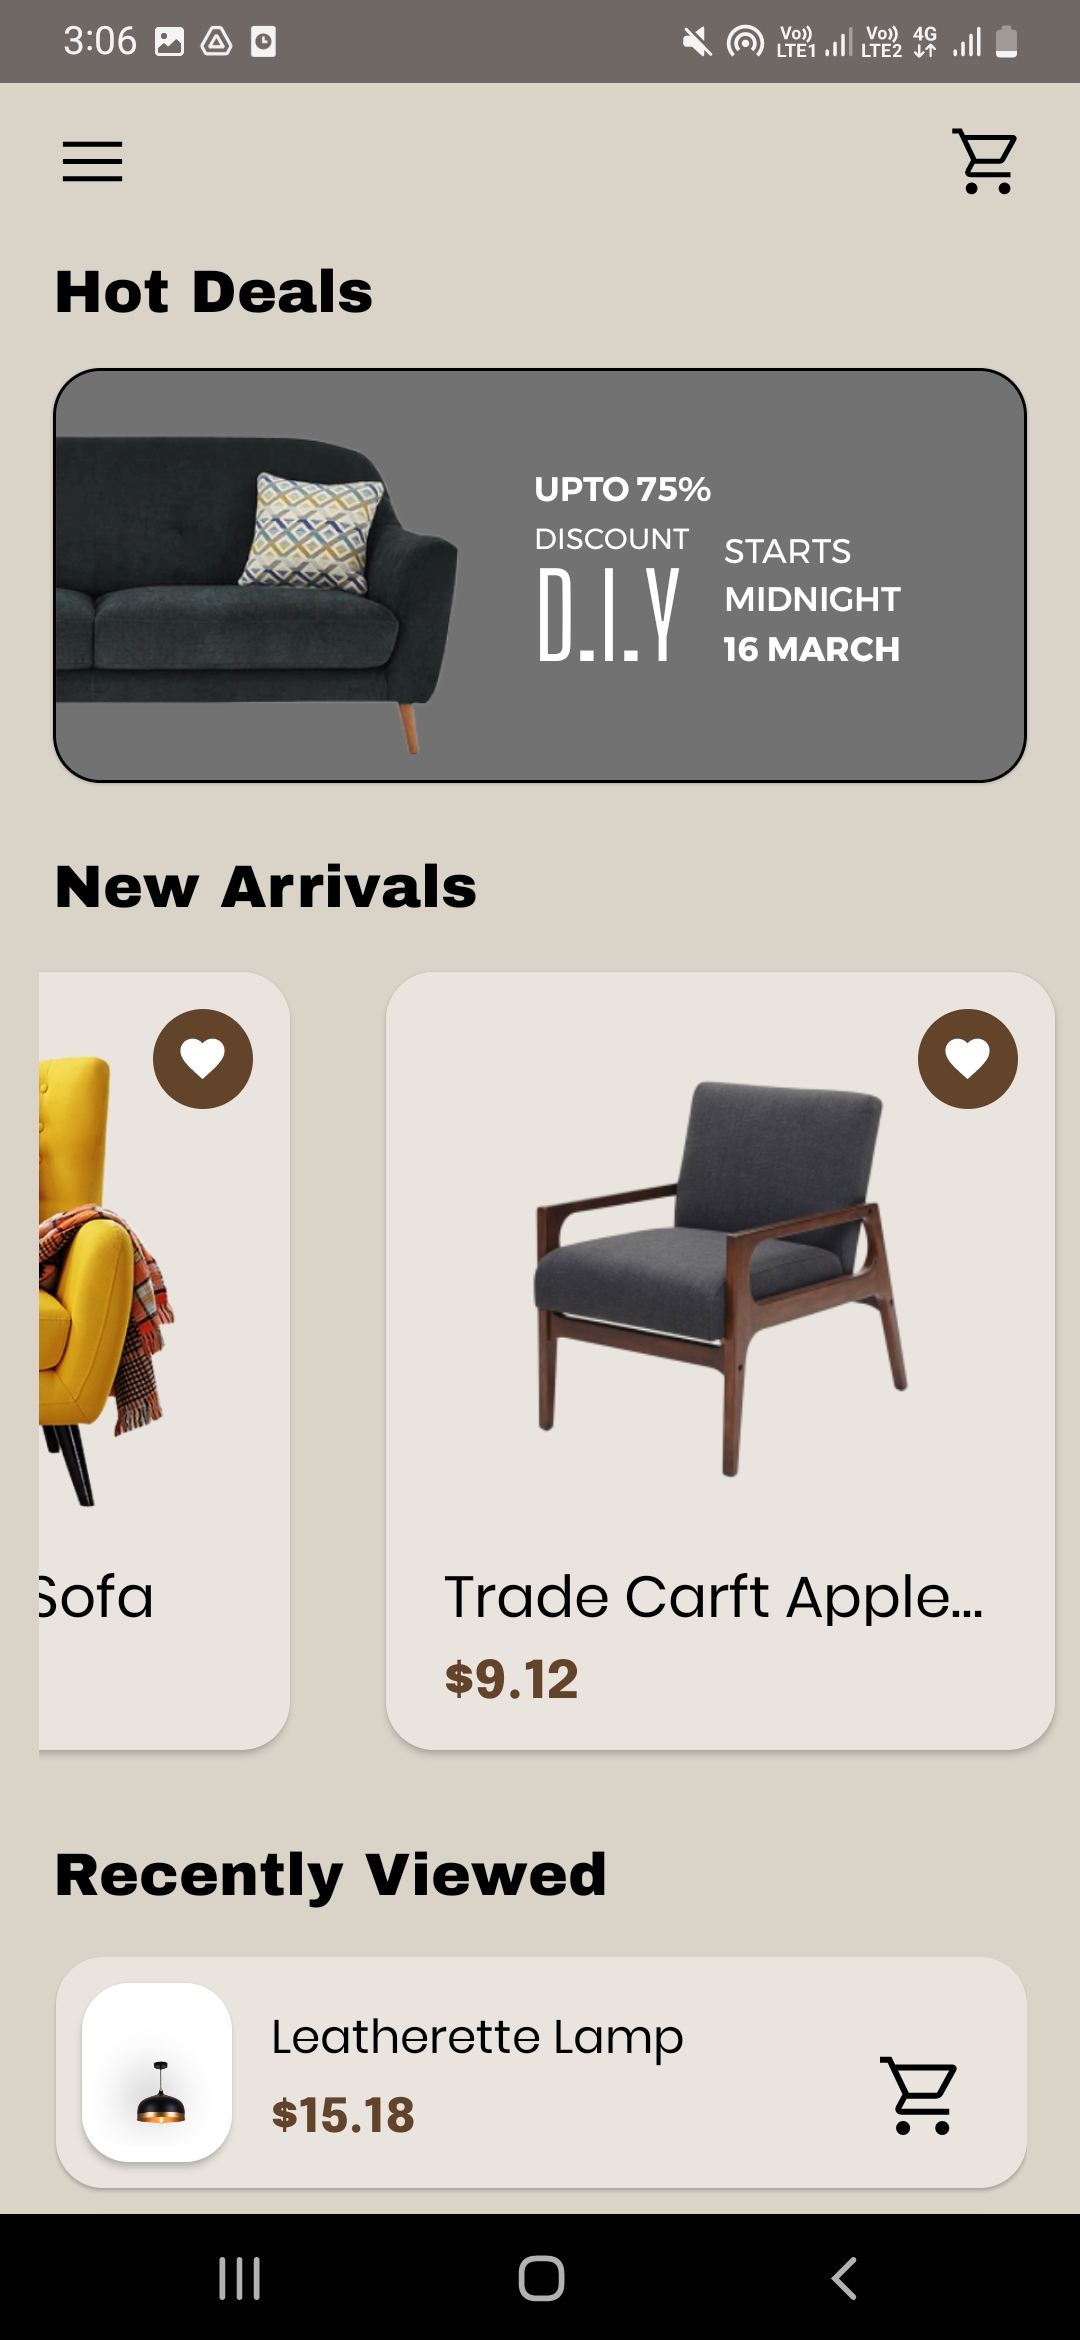 3:06
Vo)) LTE1 Vo)) LTE2 4G
Hot Deals
UPTO 75%
DISCOUNT
D.I.Y
STARTS
MIDNIGHT
16 MARCH
New Arrivals
Sofa
Trade Carft Apple...
$9.12
Recently Viewed
Leatherette Lamp
$15.18